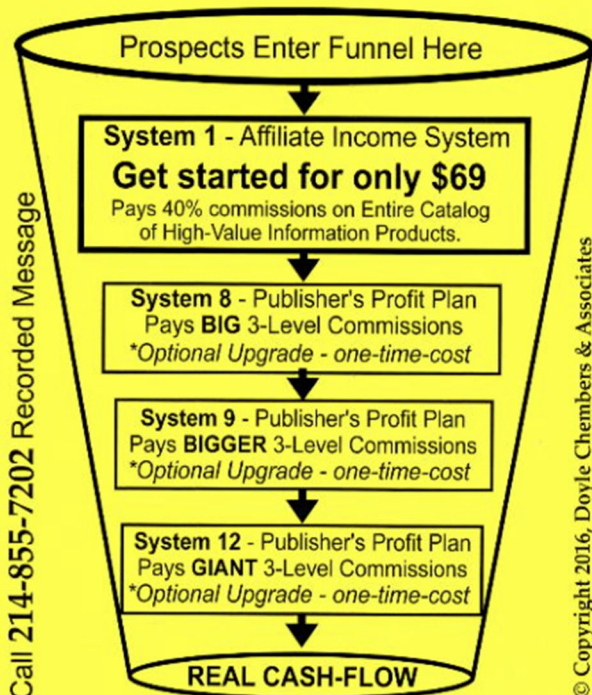 Prospects Enter Funnel Here
System 1 - Affiliate Income System
Get started for only $69
Pays 40% commissions on Entire Catalog
of High-Value Information Products.
System 8 - Publisher's Profit Plan
Pays BIG 3-Level Commissions
*Optional Upgrade - one-time-cost
System 9 - Publisher's Profit Plan
Pays BIGGER 3-Level Commissions
*Optional Upgrade - one-time-cost
System 12 - Publisher's Profit Plan
Pays GIANT 3-Level Commissions
*Optional Upgrade - one-time-cost
REAL CASH-FLOW
Call 214-855-7202 Recorded Message
© Copyright 2016, Doyle Chembers & Associates